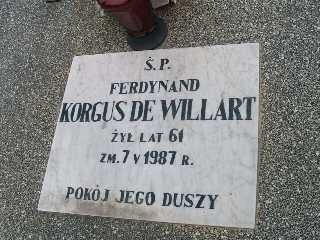 Ś.P.
FERDYNAND
KORGUS DE WILLART
ŻYŁ LAT 61
ZM. 7 V 1987 R.
POKÓJ JEGO DUSZY